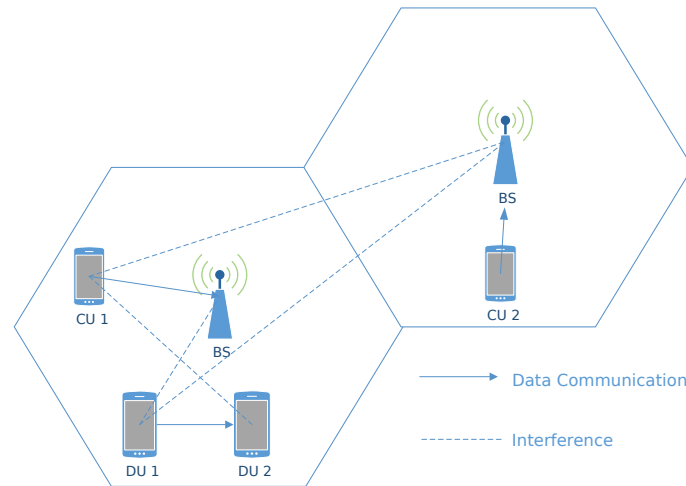 BS
CU 1
CU 2
BS
Data Communication
Interference
DU 1
DU 2